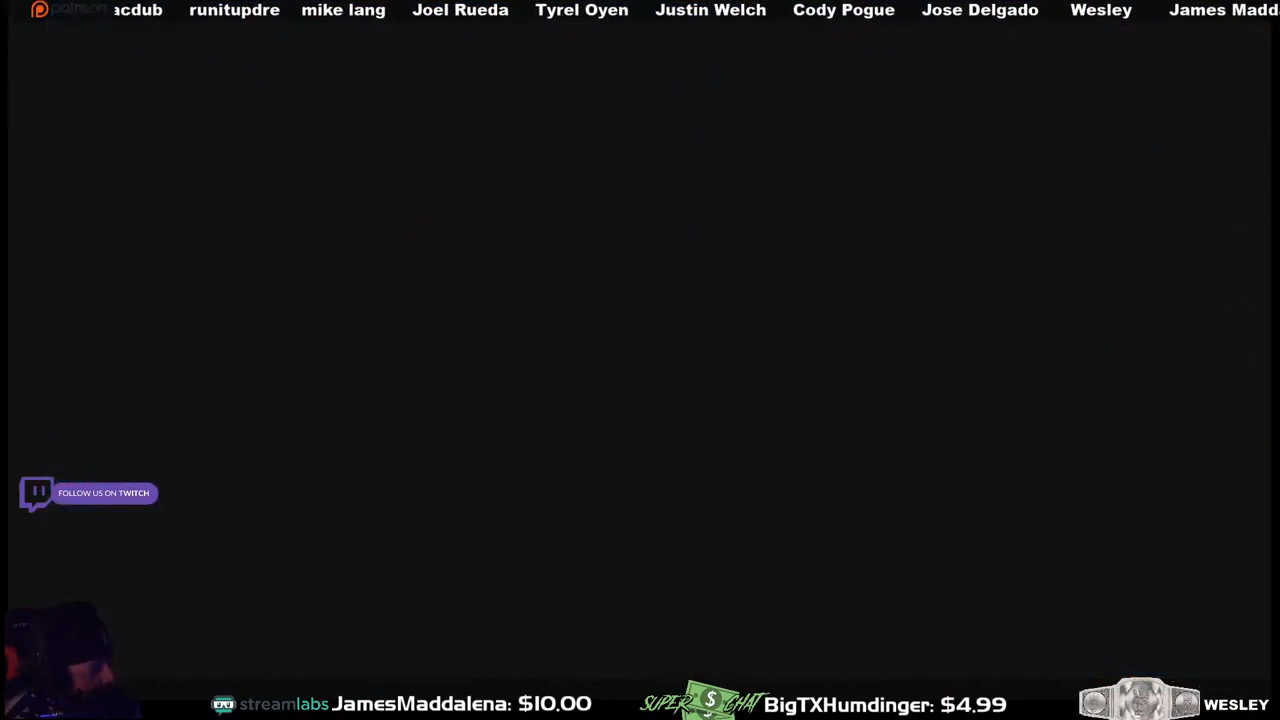 patreon acdub runitupdre mike lang Joel Rueda Tyrel Oyen Justin Welch Cody Pogue Jose Delgado Wesley James Madd
FOLLOW US ON TWITCH
streamlabs JamesMaddalena: $10.00 SUPER CHAT BigTXHumdinger: $4.99 WESLEY